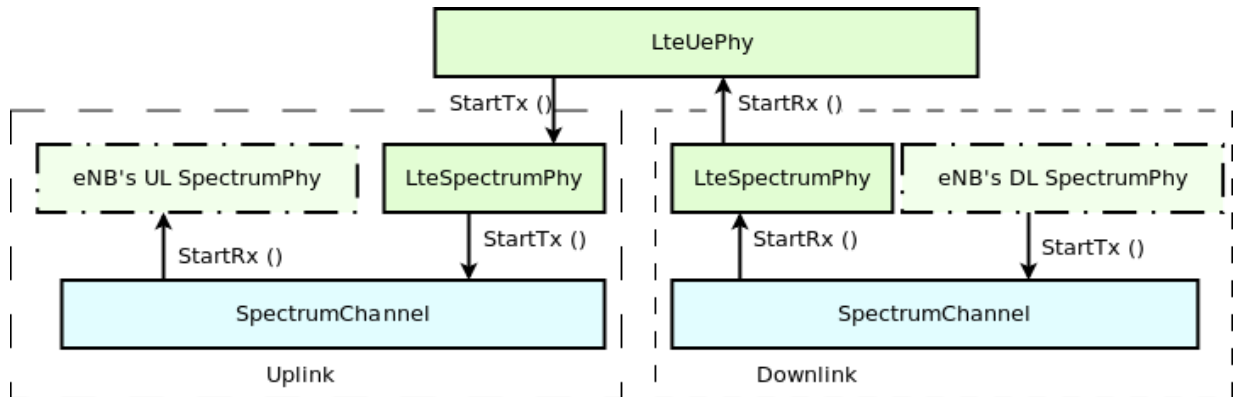 LteUePhy
StartTx ()
StartRx ()
eNB's UL SpectrumPhy
LteSpectrumPhy
LteSpectrumPhy
eNB's DL SpectrumPhy
StartRx ()
StartTx ()
StartRx ()
StartTx ()
SpectrumChannel
SpectrumChannel
Uplink
Downlink